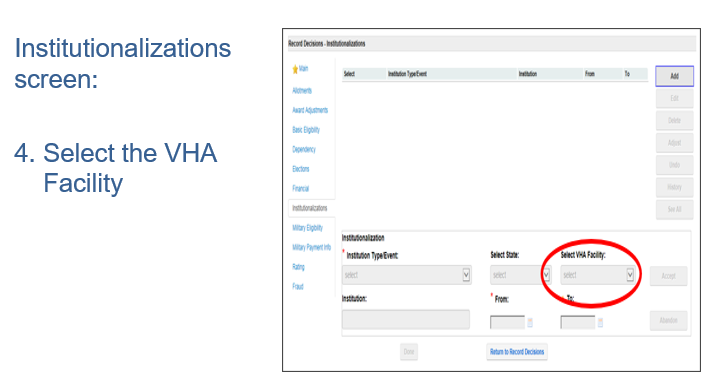 Institutionalizations
screen:
4. Select the VHA
Facility
Record Decisions - Institutionalizations
Main
Allotments
Award Adjustments
Basic Eligibility
Dependency
Elections
Financial
Institutionalizations
Military Eligibility
Military Payment Info
Rating
Fraud
Select Institution Type/Event Institution From To
Add
Edit
Delete
Adjust
History
See All
Institutionalization
* Institution Type/Event: Select State: Select VHA Facility:
select select select Accept
Institution: * From: To:
Abandon
Done Return to Record Decisions